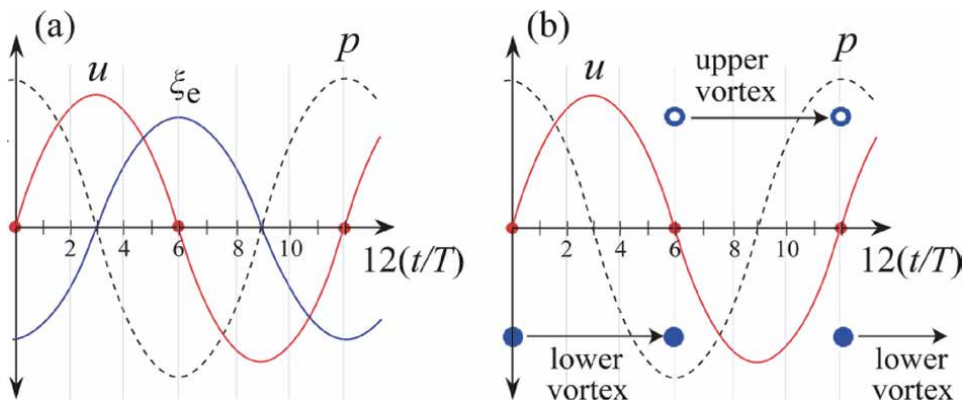 (a)
u
ξe
p
2
4
6
8
10
12(t/T)
(b)
u
upper
vortex
p
2
4
6
8
10
12(t/T)
lower
vortex
lower
vortex